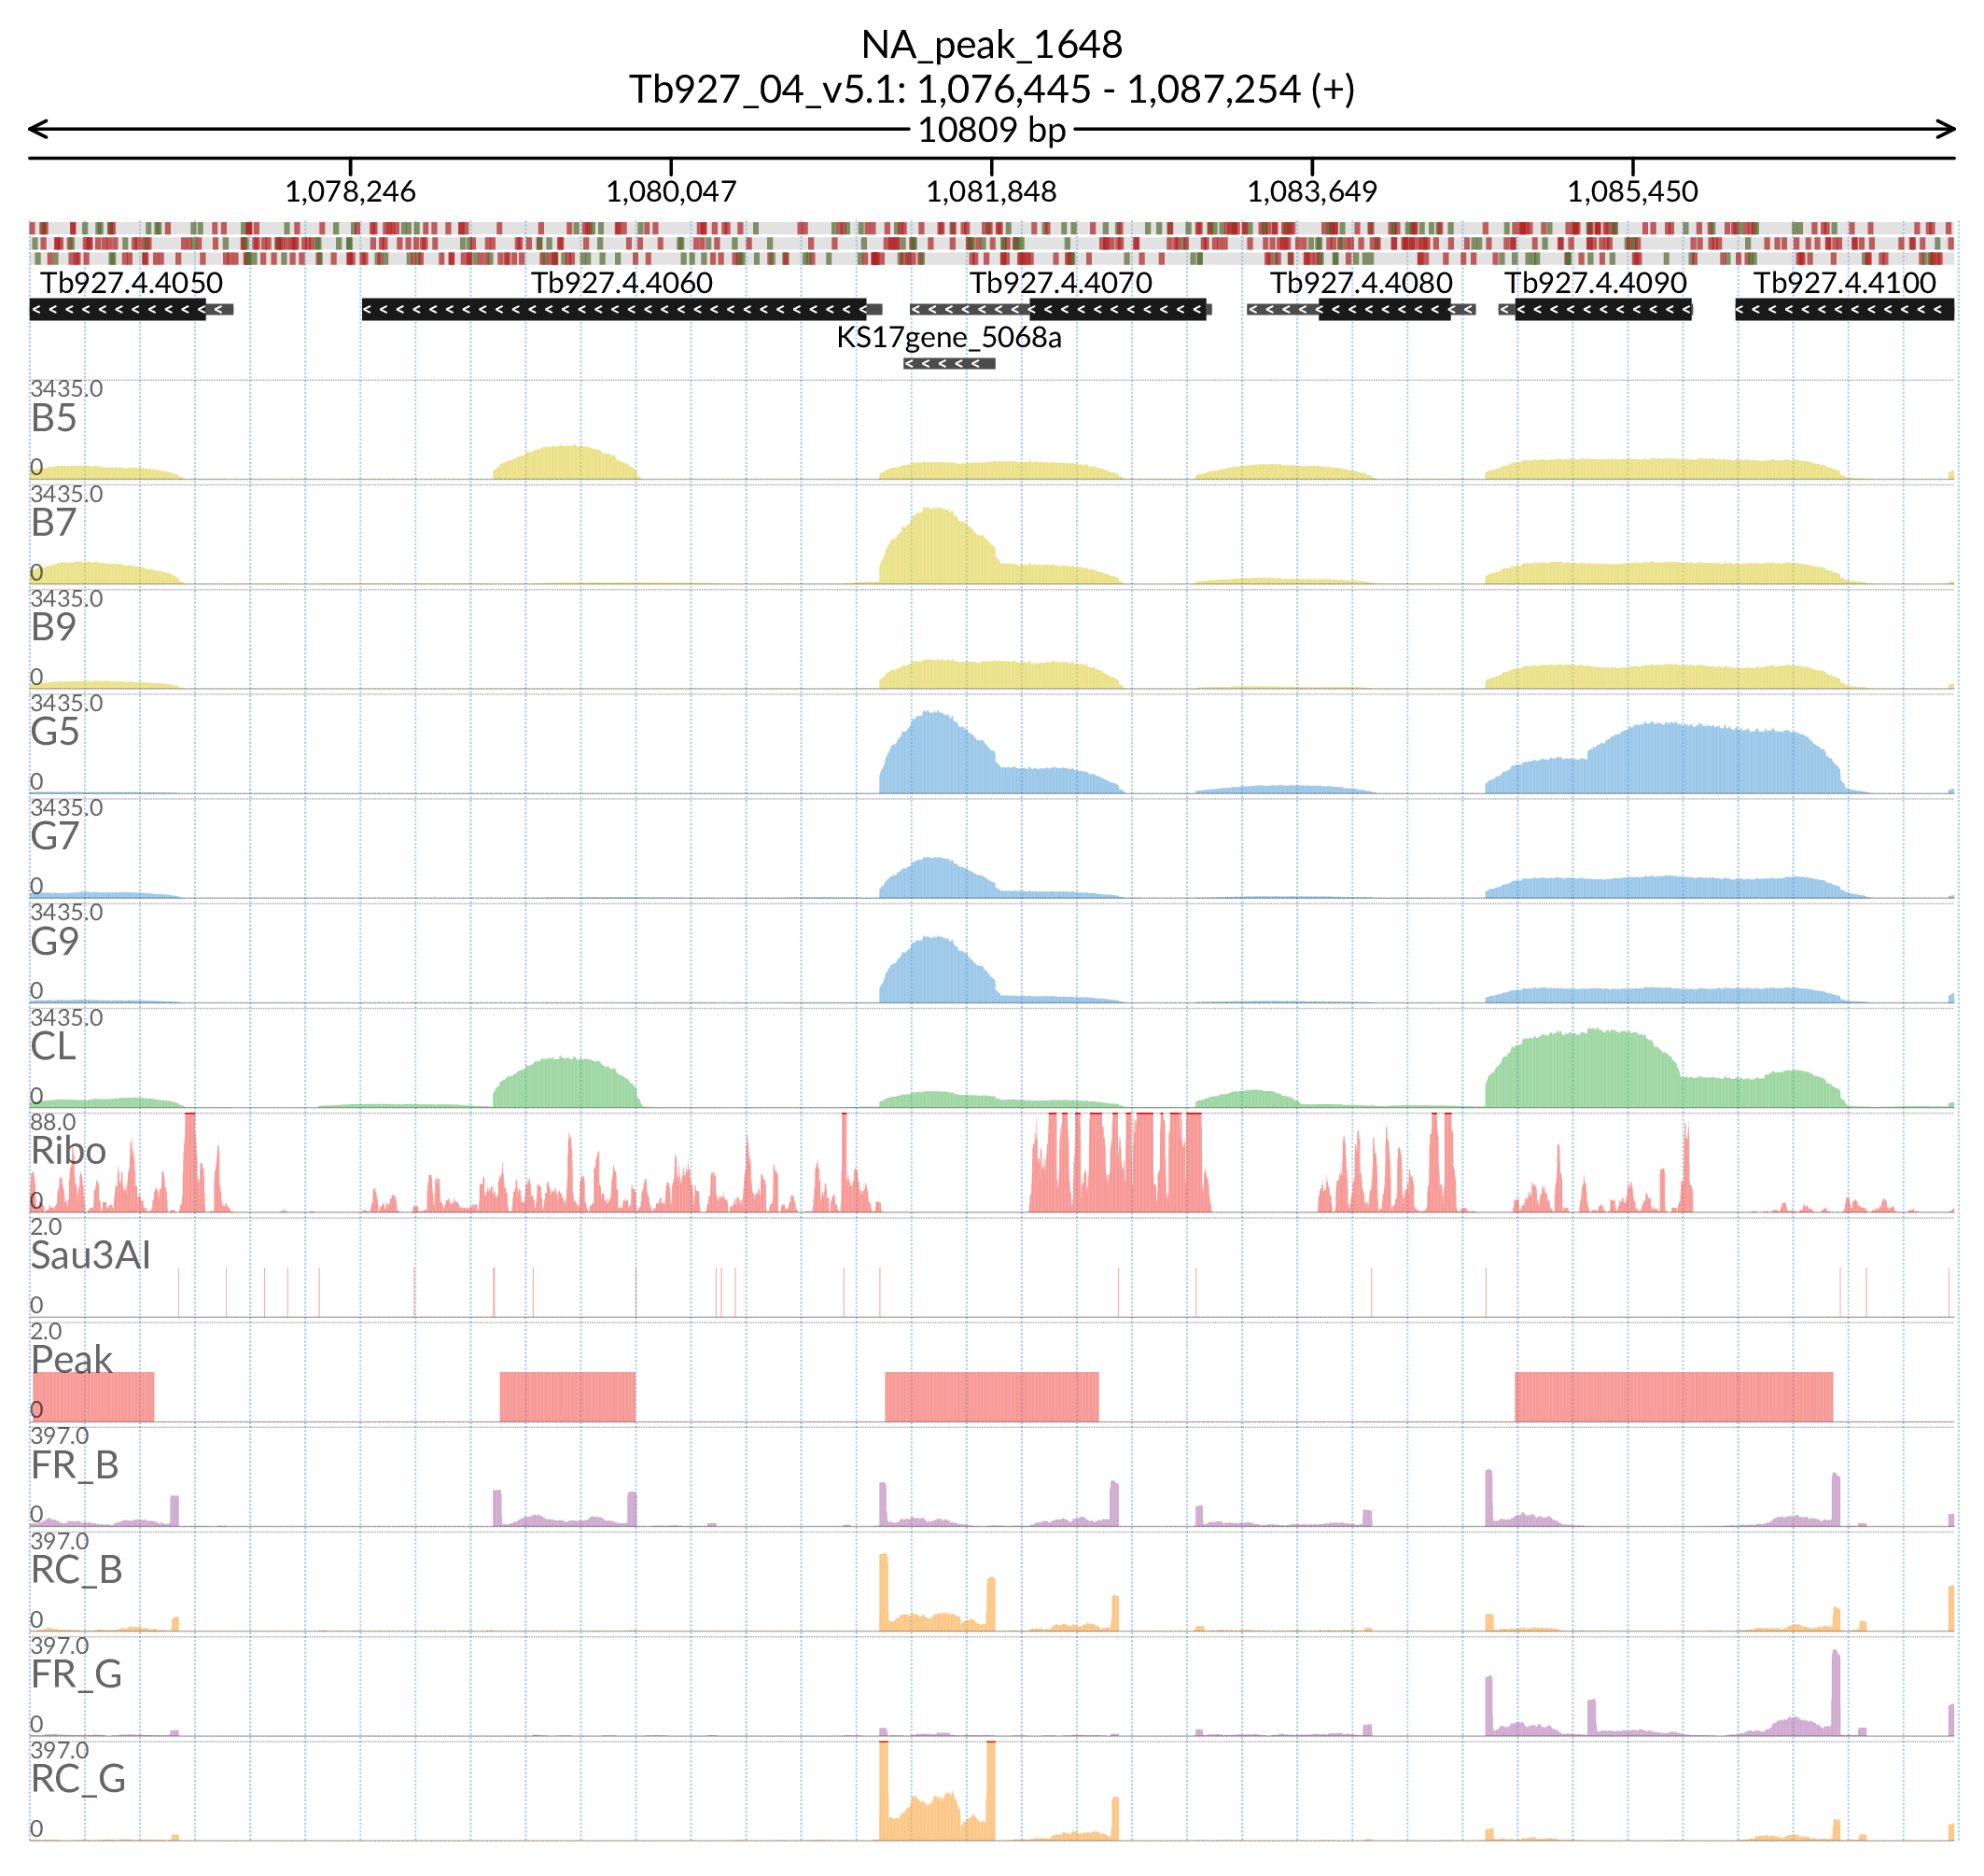 NA_peak_1648
Tb927_04_v5.1: 1,076,445 - 1,087,254 (+)
10809 bp
1,078,246 1,080,047 1,081,848 1,083,649 1,085,450
Tb927.4.4050 Tb927.4.4060 Tb927.4.4070 Tb927.4.4080 Tb927.4.4090 Tb927.4.4100
KS17gene_5068a
3435.0
B5
0
3435.0
B7
0
3435.0
B9
0
3435.0
G5
0
3435.0
G7
0
3435.0
G9
0
3435.0
CL
0
88.0
Ribo
0
2.0
Sau3AI
0
2.0
Peak
0
397.0
FR_B
0
397.0
RC_B
0
397.0
FR_G
0
397.0
RC_G
0